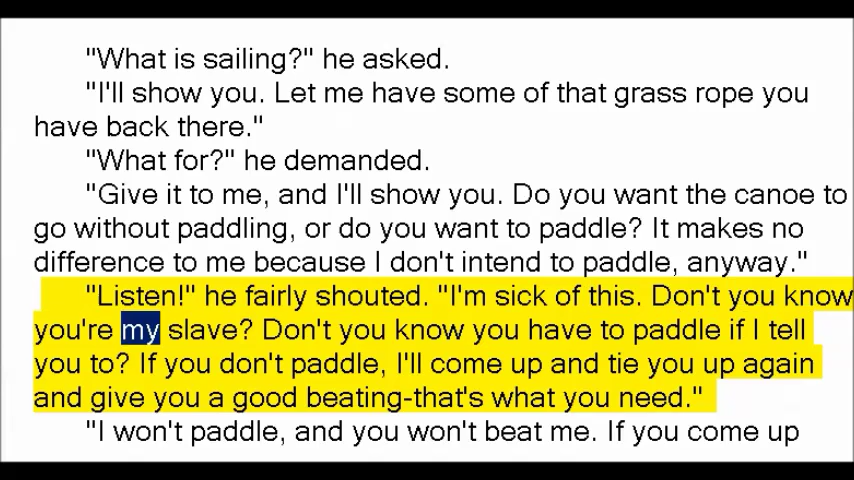 "What is sailing?" he asked.
"I'll show you. Let me have some of that grass rope you
have back there."
"What for?" he demanded.
"Give it to me, and I'll show you. Do you want the canoe to
go without paddling, or do you want to paddle? It makes no
difference to me because I don't intend to paddle, anyway."
"Listen!" he fairly shouted. "I'm sick of this. Don't you know
you're my slave? Don't you know you have to paddle if I tell
you to? If you don't paddle, I'll come up and tie you up again
and give you a good beating-that's what you need."
"I won't paddle, and you won't beat me. If you come up